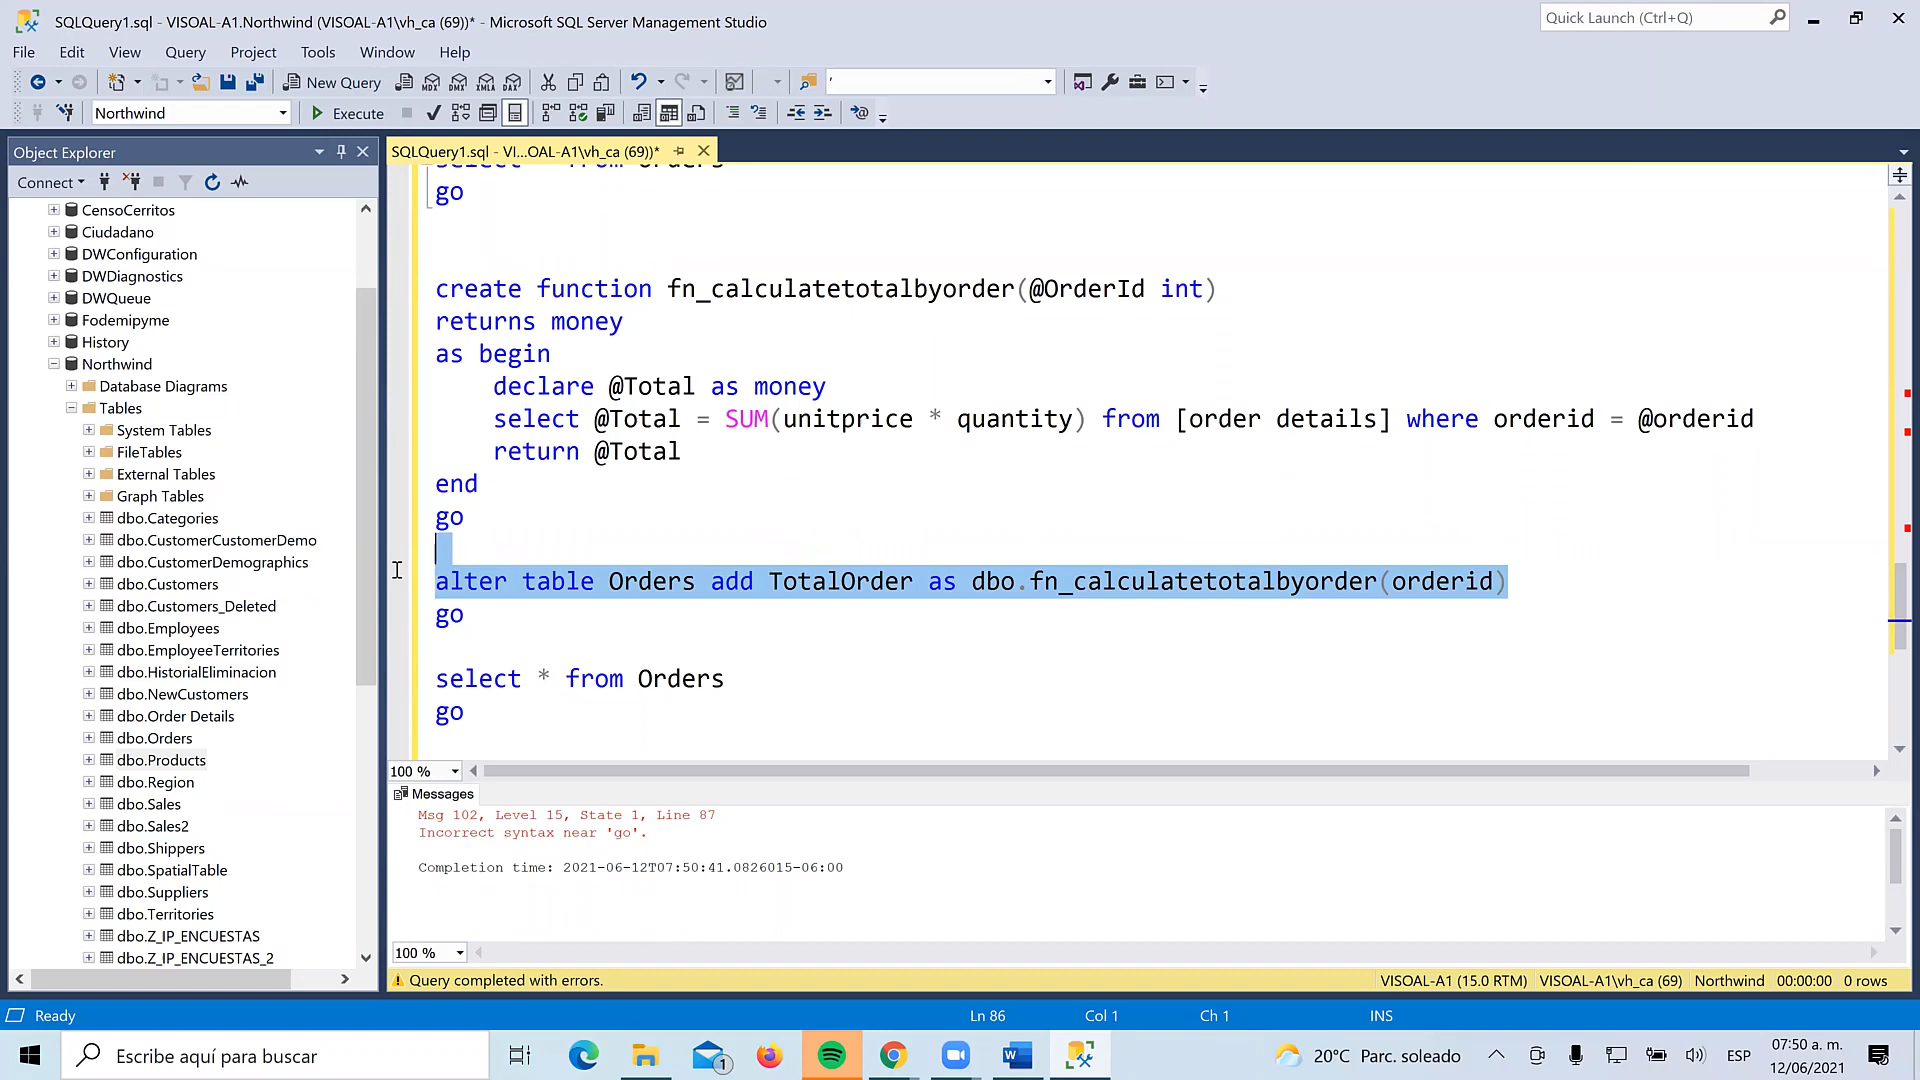 SQLQuery1.sql - VISOAL-A1.Northwind (VISOAL-A1\vh_ca (69))* - Microsoft SQL Server Management Studio
Quick Launch (Ctrl+Q)
File Edit View Query Project Tools Window Help
New Query
MDX DMX XMLA DAX
'
Northwind
Execute
Object Explorer
SQLQuery1.sql - VI...OAL-A1\vh_ca (69))*
Connect
CensoCerritos
Ciudadano
DWConfiguration
DWDiagnostics
DWQueue
Fodemipyme
History
Northwind
Database Diagrams
Tables
System Tables
FileTables
External Tables
Graph Tables
dbo.Categories
dbo.CustomerCustomerDemo
dbo.CustomerDemographics
dbo.Customers
dbo.Customers_Deleted
dbo.Employees
dbo.EmployeeTerritories
dbo.HistorialEliminacion
dbo.NewCustomers
dbo.Order Details
dbo.Orders
dbo.Products
dbo.Region
dbo.Sales
dbo.Sales2
dbo.Shippers
dbo.SpatialTable
dbo.Suppliers
dbo.Territories
dbo.Z_IP_ENCUESTAS
dbo.Z_IP_ENCUESTAS_2
select * from Orders
go
create function fn_calculatetotalbyorder(@OrderId int)
returns money
as begin
declare @Total as money
select @Total = SUM(unitprice * quantity) from [order details] where orderid = @orderid
return @Total
end
go
alter table Orders add TotalOrder as dbo.fn_calculatetotalbyorder(orderid)
go
select * from Orders
go
100 %
Messages
Msg 102, Level 15, State 1, Line 87
Incorrect syntax near 'go'.
Completion time: 2021-06-12T07:50:41.0826015-06:00
100 %
Query completed with errors.
VISOAL-A1 (15.0 RTM) VISOAL-A1\vh_ca (69) Northwind 00:00:00 0 rows
Ready
Ln 86 Col 1 Ch 1 INS
Escribe aquí para buscar
1
20°C Parc. soleado
ESP
07:50 a. m.
12/06/2021